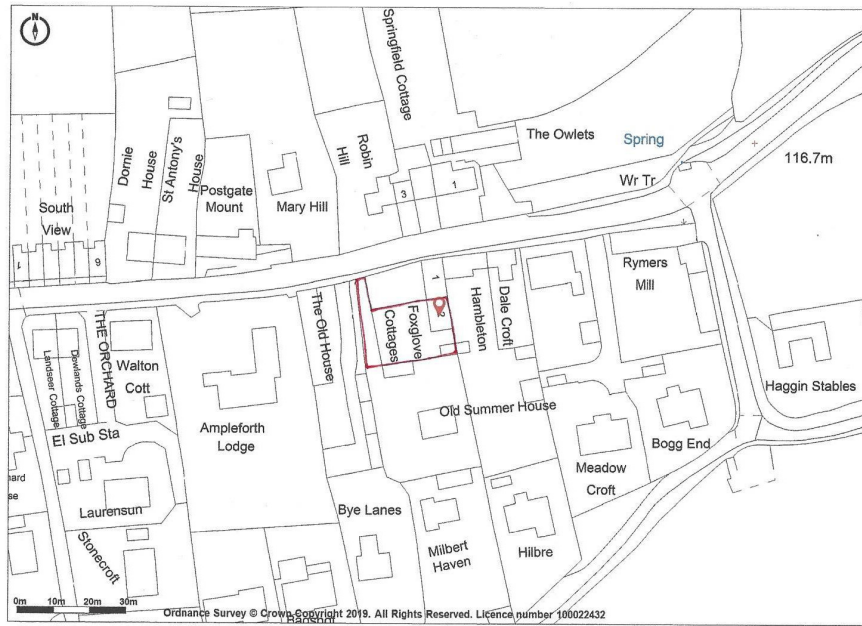 N
Springfield Cottage
Dornie
House
St Antony's
House
Robin
Hill
The Owlets
Spring
116.7m
Wr Tr
Postgate
Mount
Mary Hill
3
1
South
View
1
6
1
2
Rymers
Mill
The Old House
Foxglove
Cottages
Hambleton
Dale Croft
Landseer Cottage
Dewlands Cottage
THE ORCHARD
Walton
Cott
Haggin Stables
Old Summer House
Ampleforth
Lodge
El Sub Sta
Bogg End
Meadow
Croft
Laurensun
Bye Lanes
Stonecroft
Milbert
Haven
Hilbre
0m 10m 20m 30m
Ordnance Survey © Crown Copyright 2019. All Rights Reserved. Licence number 100022432